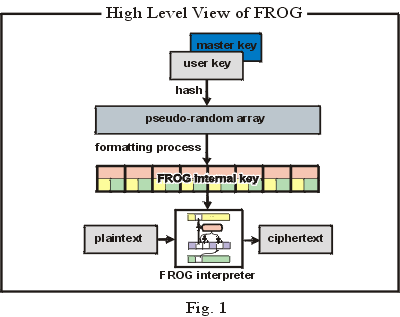 High Level View of FROG
master key
user key
hash
pseudo-random array
formatting process
FROG Internal key
plaintext
ciphertext
FROG interpreter
Fig. 1